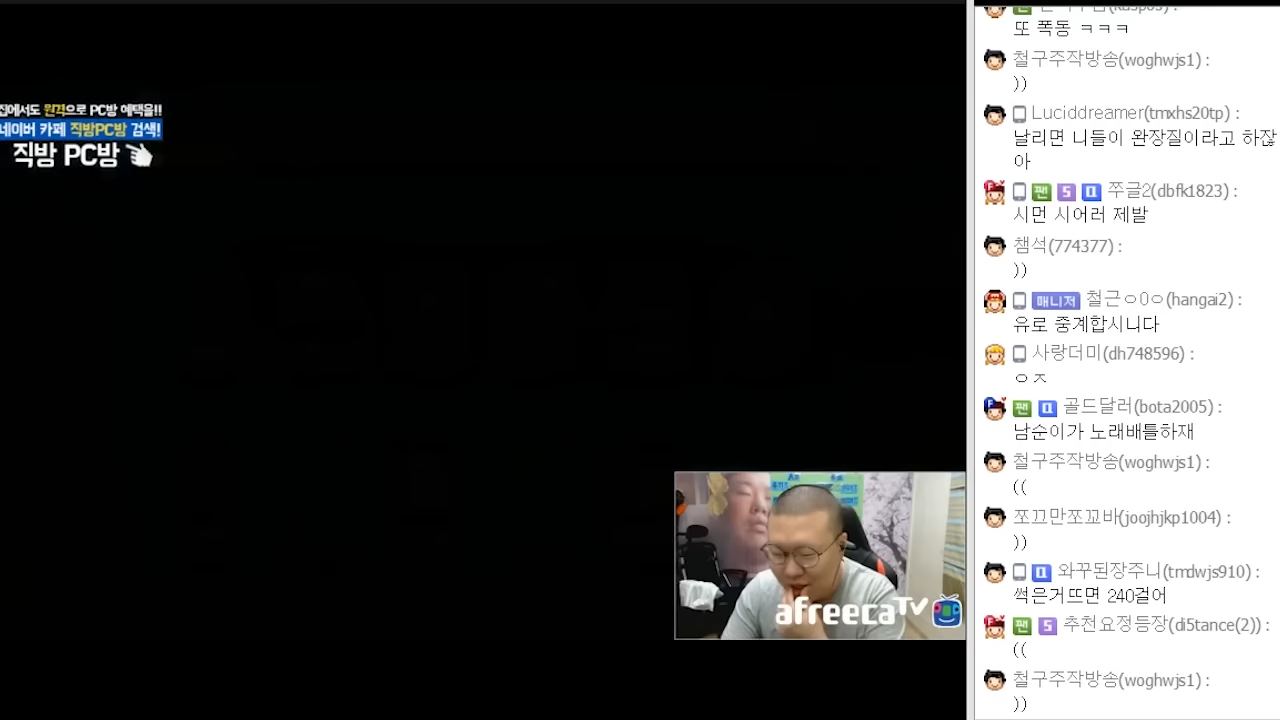 집에서도 원격으로 PC방 혜택을!!
네이버 카페 직방PC방 검색!
직방 PC방
afreecaTV
또 폭동 ㅋㅋㅋ
철구주작방송(woghwjs1) :
))
Luciddreamer(tmxhs20tp) :
날리면 니들이 완장질이라고 하잖
아
팬 S 쭈글2(dbfk1823) :
시먼 시어러 제발
챔석(774377) :
))
매니저 철근ㅇ0ㅇ(hangai2) :
유로 중계합시니다
사랑더미(dh748596) :
ㅇㅈ
팬 골드달러(bota2005) :
남순이가 노래배틀하재
철구주작방송(woghwjs1) :
((
쪼끄만쪼꼬바(joojhjkp1004) :
))
와꾸된장주니(tmdwjs910) :
썩은거뜨면 240걸어
팬 S 추천요정등장(di5tance(2)) :
((
철구주작방송(woghwjs1) :
))